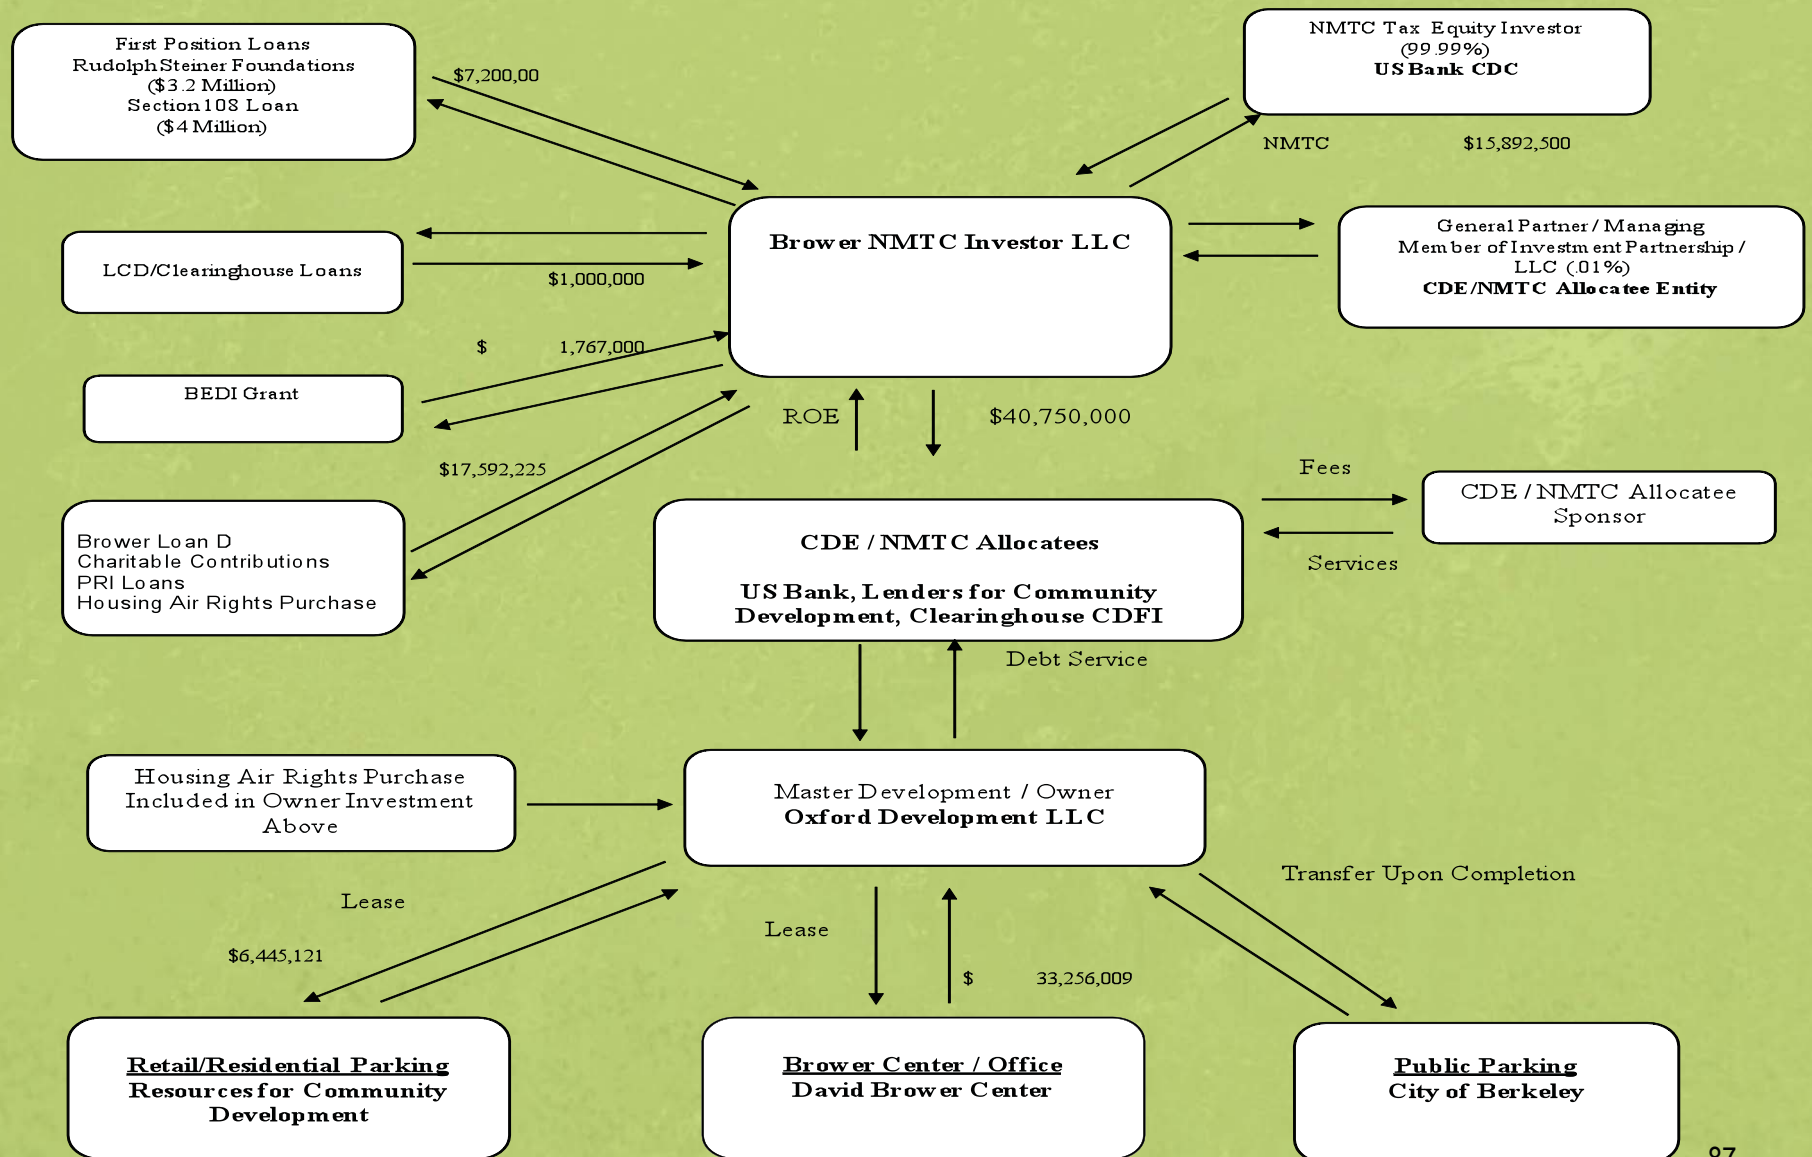 First Position Loans
Rudolph Steiner Foundations
($3.2 Million)
Section 108 Loan
($4 Million)
$7,200,00
NMTC Tax Equity Investor
(99.99%)
US Bank CDC
NMTC $15,892,500
Brower NMTC Investor LLC
General Partner / Managing
Member of Investment Partnership /
LLC (.01%)
CDE/NMTC Allocatee Entity
LCD/Clearinghouse Loans
$1,000,000
$ 1,767,000
BEDI Grant
ROE
$40,750,000
$17,592,225
Fees
CDE / NMTC Allocatee
Sponsor
Services
Brower Loan D
Charitable Contributions
PRI Loans
Housing Air Rights Purchase
CDE / NMTC Allocatees
US Bank, Lenders for Community
Development, Clearinghouse CDFI
Debt Service
Housing Air Rights Purchase
Included in Owner Investment
Above
Master Development / Owner
Oxford Development LLC
Transfer Upon Completion
Lease
Lease
$6,445,121
$ 33,256,009
Retail/Residential Parking
Resources for Community
Development
Brower Center / Office
David Brower Center
Public Parking
City of Berkeley